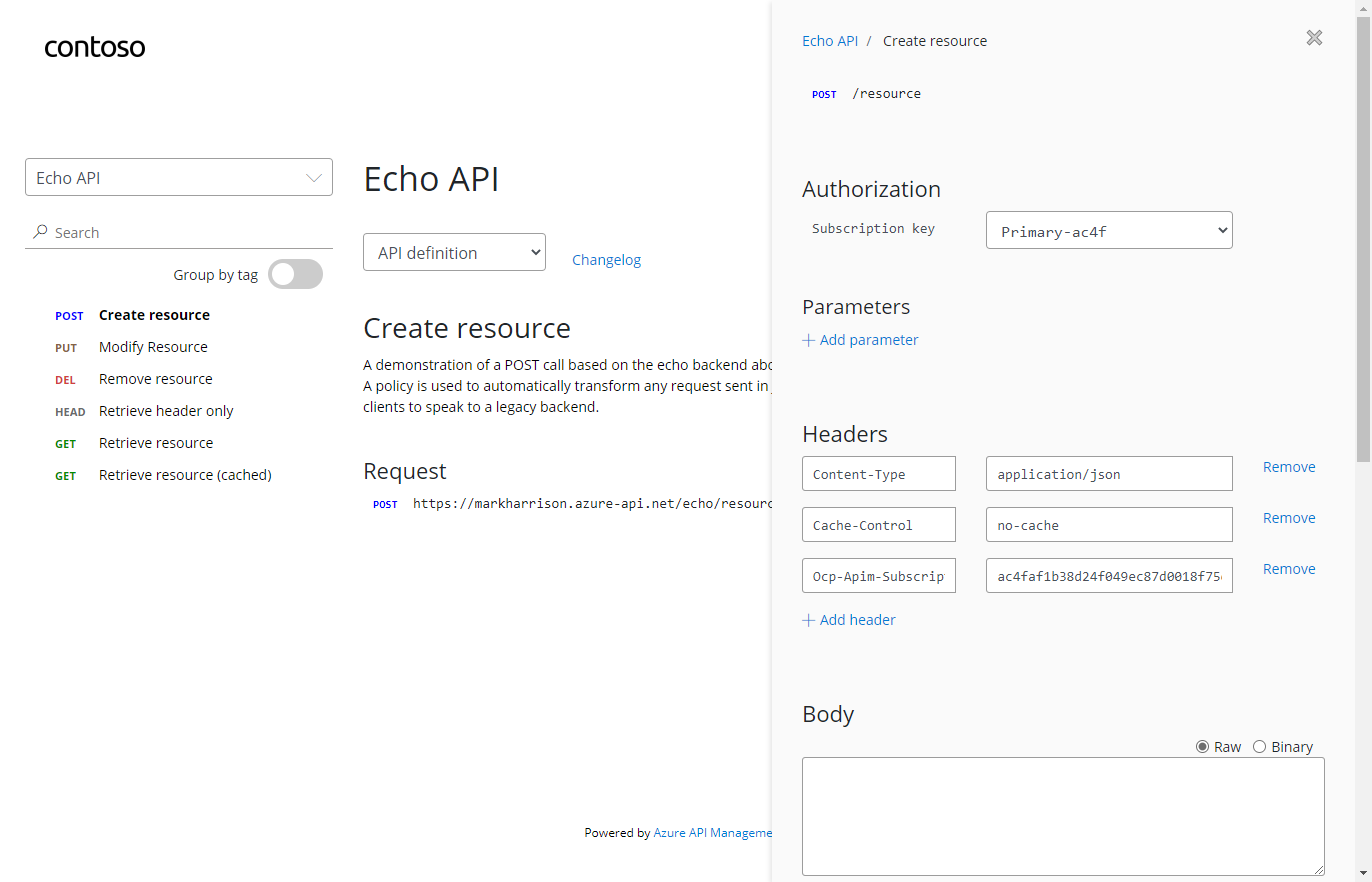 contoso
Echo API
Search
Group by tag
POST Create resource
PUT Modify Resource
DEL Remove resource
HEAD Retrieve header only
GET Retrieve resource
GET Retrieve resource (cached)
Echo API
API definition
Changelog
Create resource
A demonstration of a POST call based on the echo backend abo
A policy is used to automatically transform any request sent in
clients to speak to a legacy backend.
Request
POST https://markharrison.azure-api.net/echo/resourc
Powered by Azure API Manageme
Echo API / Create resource
POST /resource
Authorization
Subscription key Primary-ac4f
Parameters
+ Add parameter
Headers
Content-Type application/json Remove
Cache-Control no-cache Remove
Ocp-Apim-Subscrip ac4faf1b38d24f049ec87d0018f75 Remove
+ Add header
Body
Raw Binary